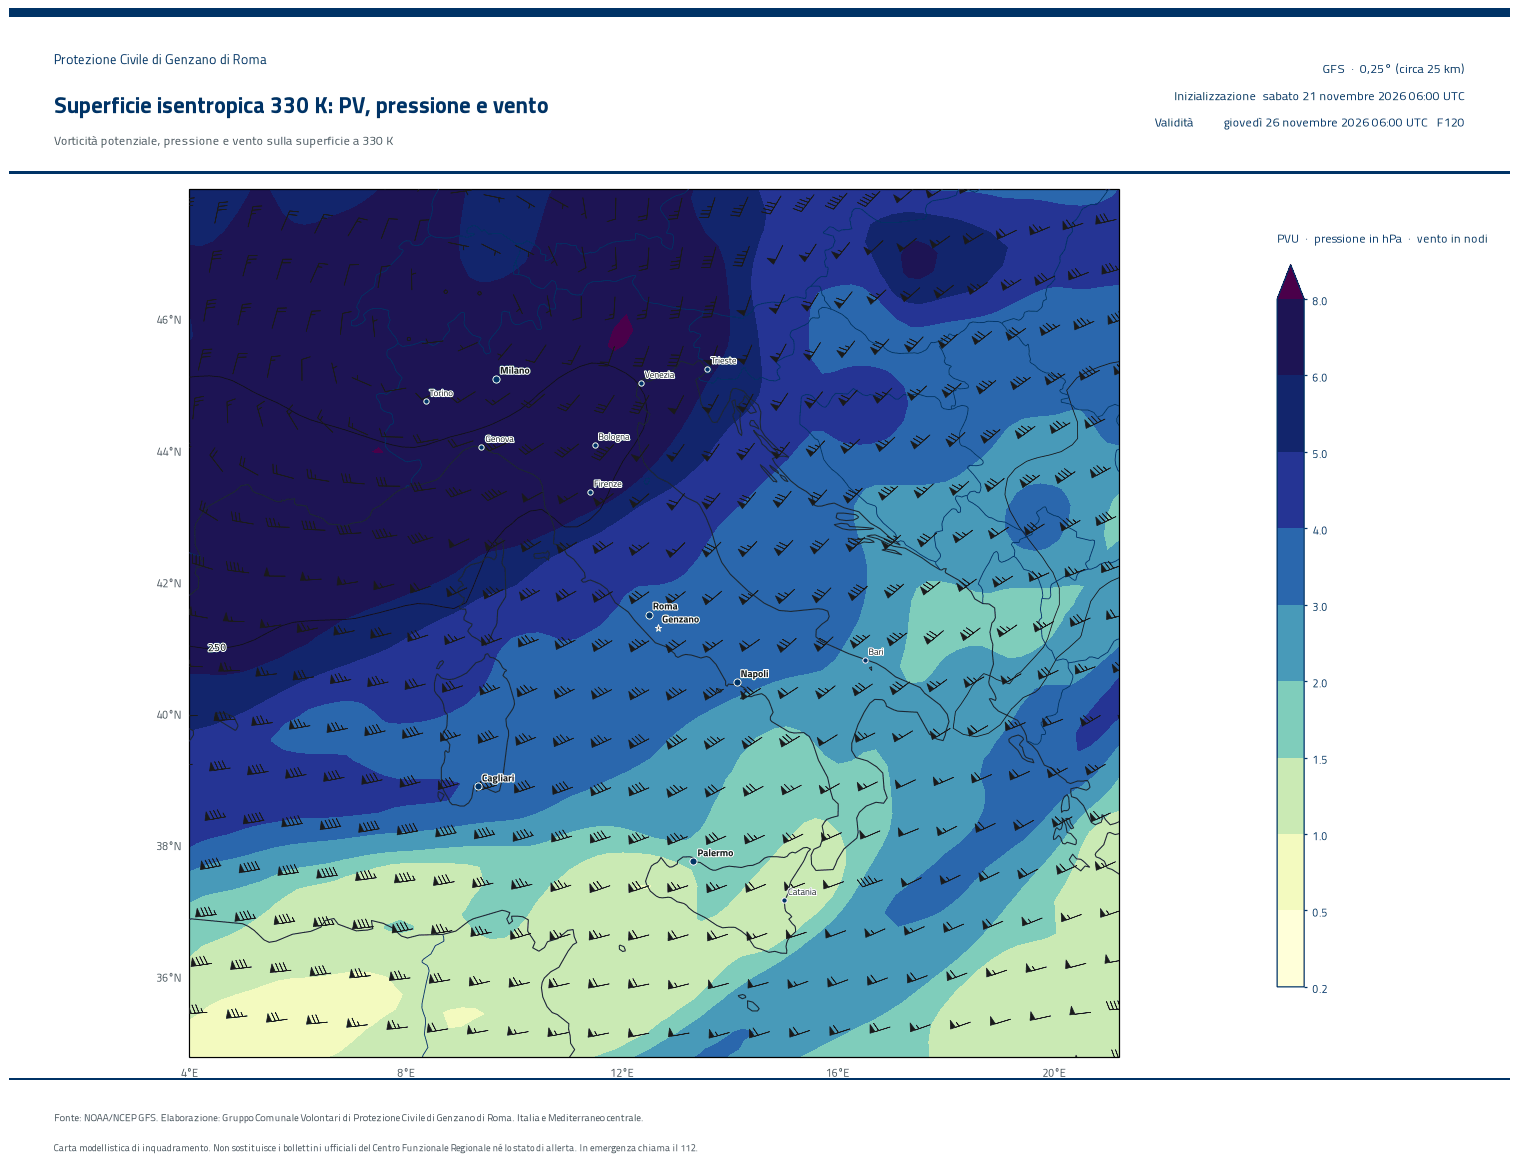 Protezione Civile di Genzano di Roma
Superficie isentropica 330 K: PV, pressione e vento
Vorticità potenziale, pressione e vento sulla superficie a 330 K
GFS · 0,25° (circa 25 km)
Inizializzazione sabato 21 novembre 2026 06:00 UTC
Validità giovedì 26 novembre 2026 06:00 UTC F120
PVU · pressione in hPa · vento in nodi
8.0
6.0
5.0
4.0
3.0
2.0
1.5
1.0
0.5
0.2
46°N
44°N
42°N
40°N
38°N
36°N
4°E
8°E
12°E
16°E
20°E
Trieste
Milano
Venezia
Torino
Genova
Bologna
Firenze
Roma
Genzano
250
Bari
Napoli
Cagliari
Palermo
Catania
Fonte: NOAA/NCEP GFS. Elaborazione: Gruppo Comunale Volontari di Protezione Civile di Genzano di Roma. Italia e Mediterraneo centrale.
Carta modellistica di inquadramento. Non sostituisce i bollettini ufficiali del Centro Funzionale Regionale né lo stato di allerta. In emergenza chiama il 112.